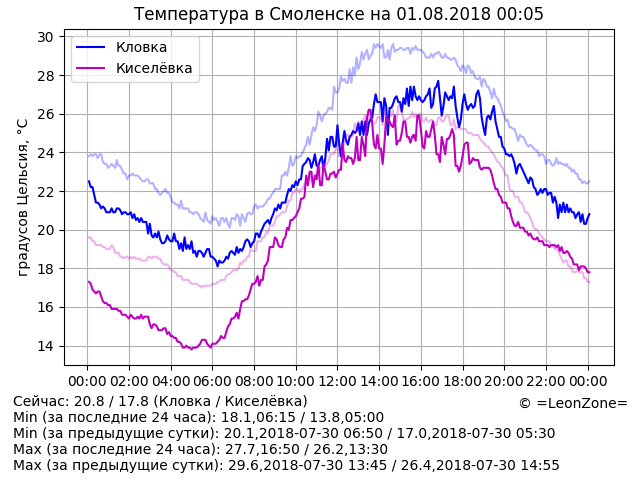 Температура в Смоленске на 01.08.2018 00:05
Кловка
Киселёвка
градусов Цельсия, °C
30
28
26
24
22
20
18
16
14
00:00 02:00 04:00 06:00 08:00 10:00 12:00 14:00 16:00 18:00 20:00 22:00 00:00
Сейчас: 20.8 / 17.8 (Кловка / Киселёвка)
© =LeonZone=
Min (за последние 24 часа): 18.1,06:15 / 13.8,05:00
Min (за предыдущие сутки): 20.1,2018-07-30 06:50 / 17.0,2018-07-30 05:30
Max (за последние 24 часа): 27.7,16:50 / 26.2,13:30
Max (за предыдущие сутки): 29.6,2018-07-30 13:45 / 26.4,2018-07-30 14:55